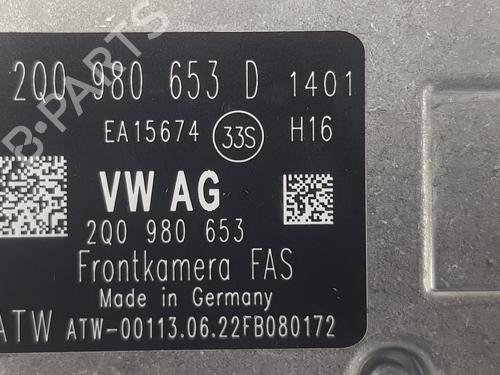 2Q0 980 653 D 1401
EA15674 33S H16
VW AG
2Q0 980 653
Frontkamera FAS
Made in Germany
ATW ATW-00113.06.22FB080172
B-PARTS